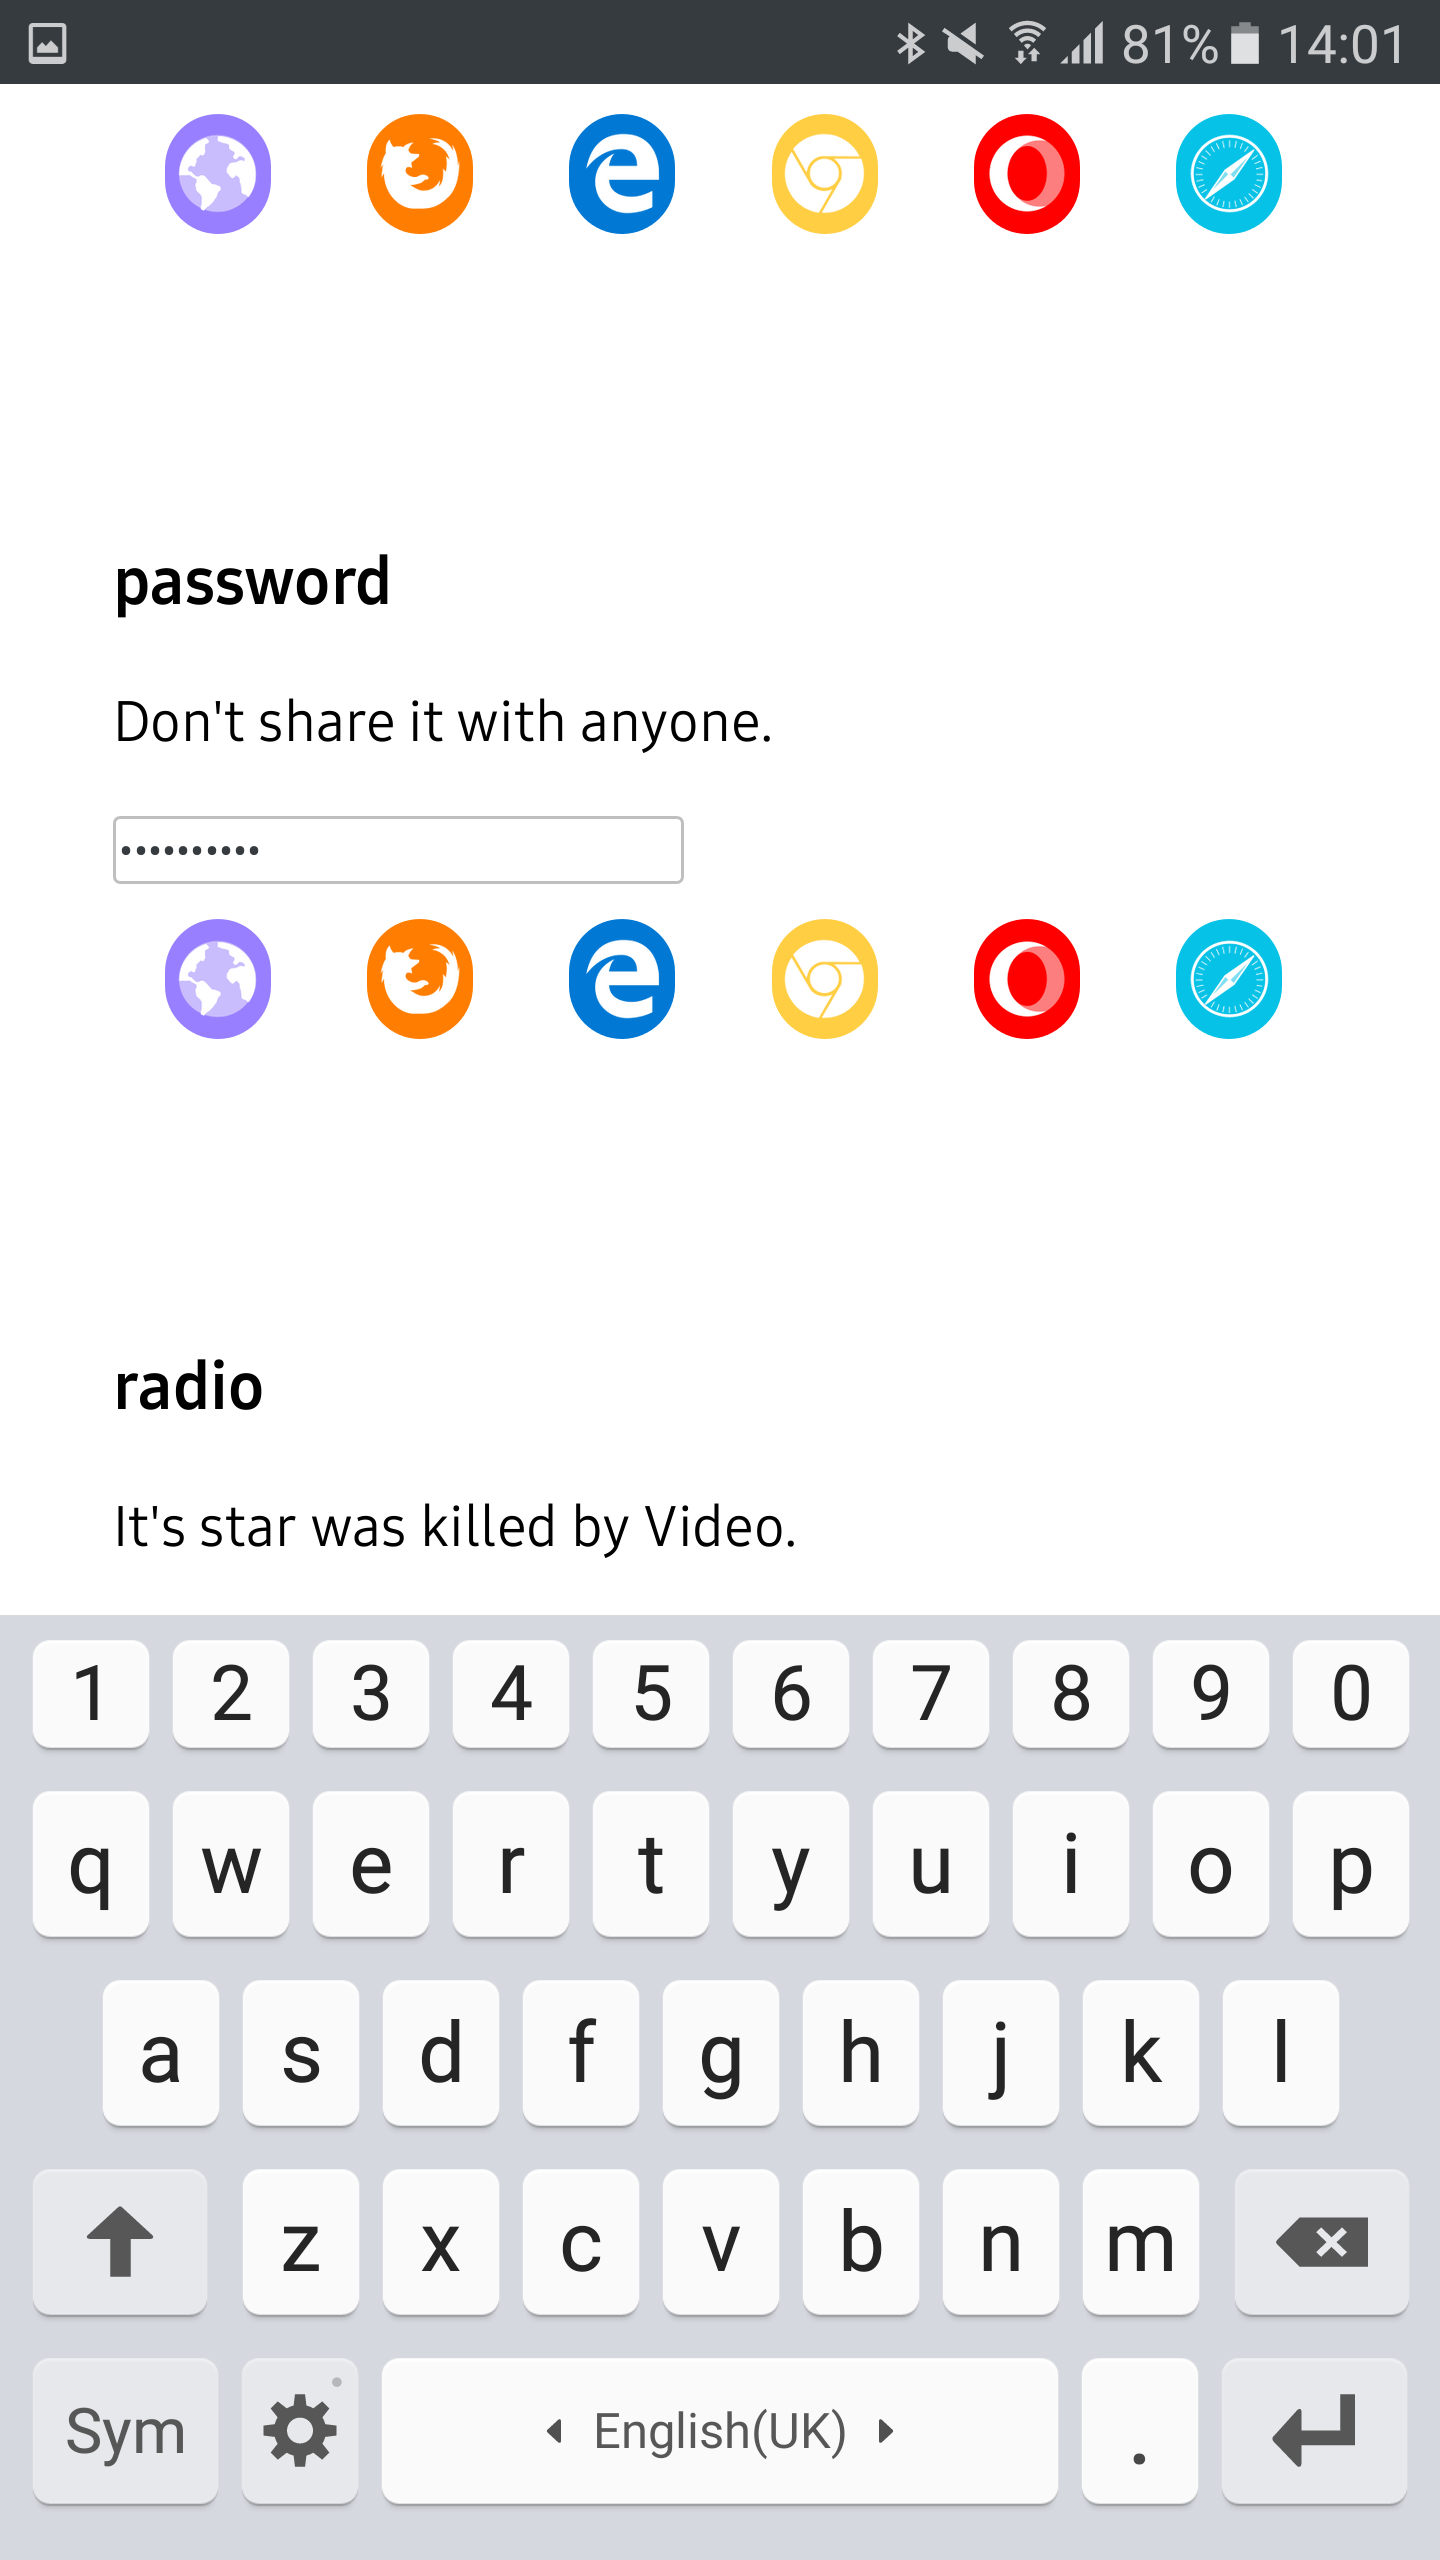 81% 14:01
password
Don't share it with anyone.
••••••••••
radio
It's star was killed by Video.
1 2 3 4 5 6 7 8 9 0
q w e r t y u i o p
a s d f g h j k l
z x c v b n m
Sym English(UK) .